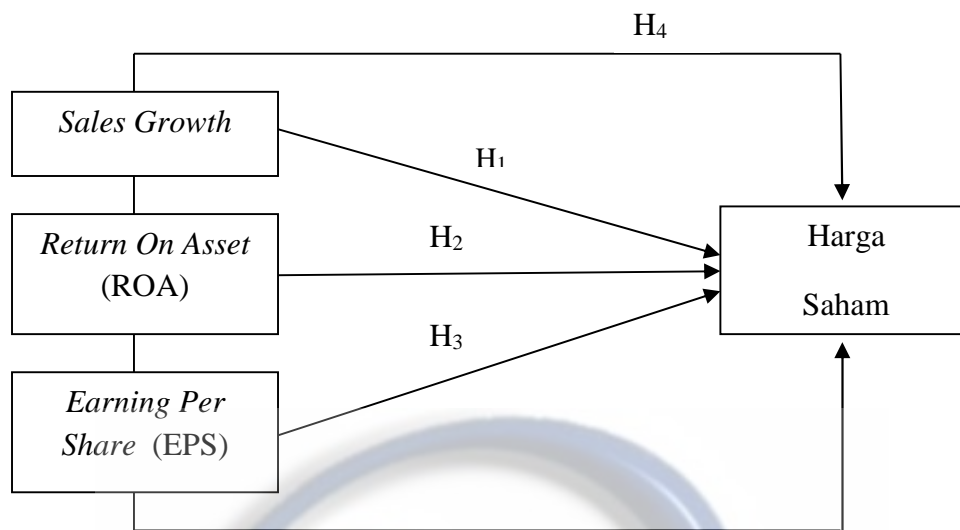 H₄
Sales Growth
H₁
Return On Asset
(ROA)
H₂
Harga
Saham
H₃
Earning Per
Share (EPS)